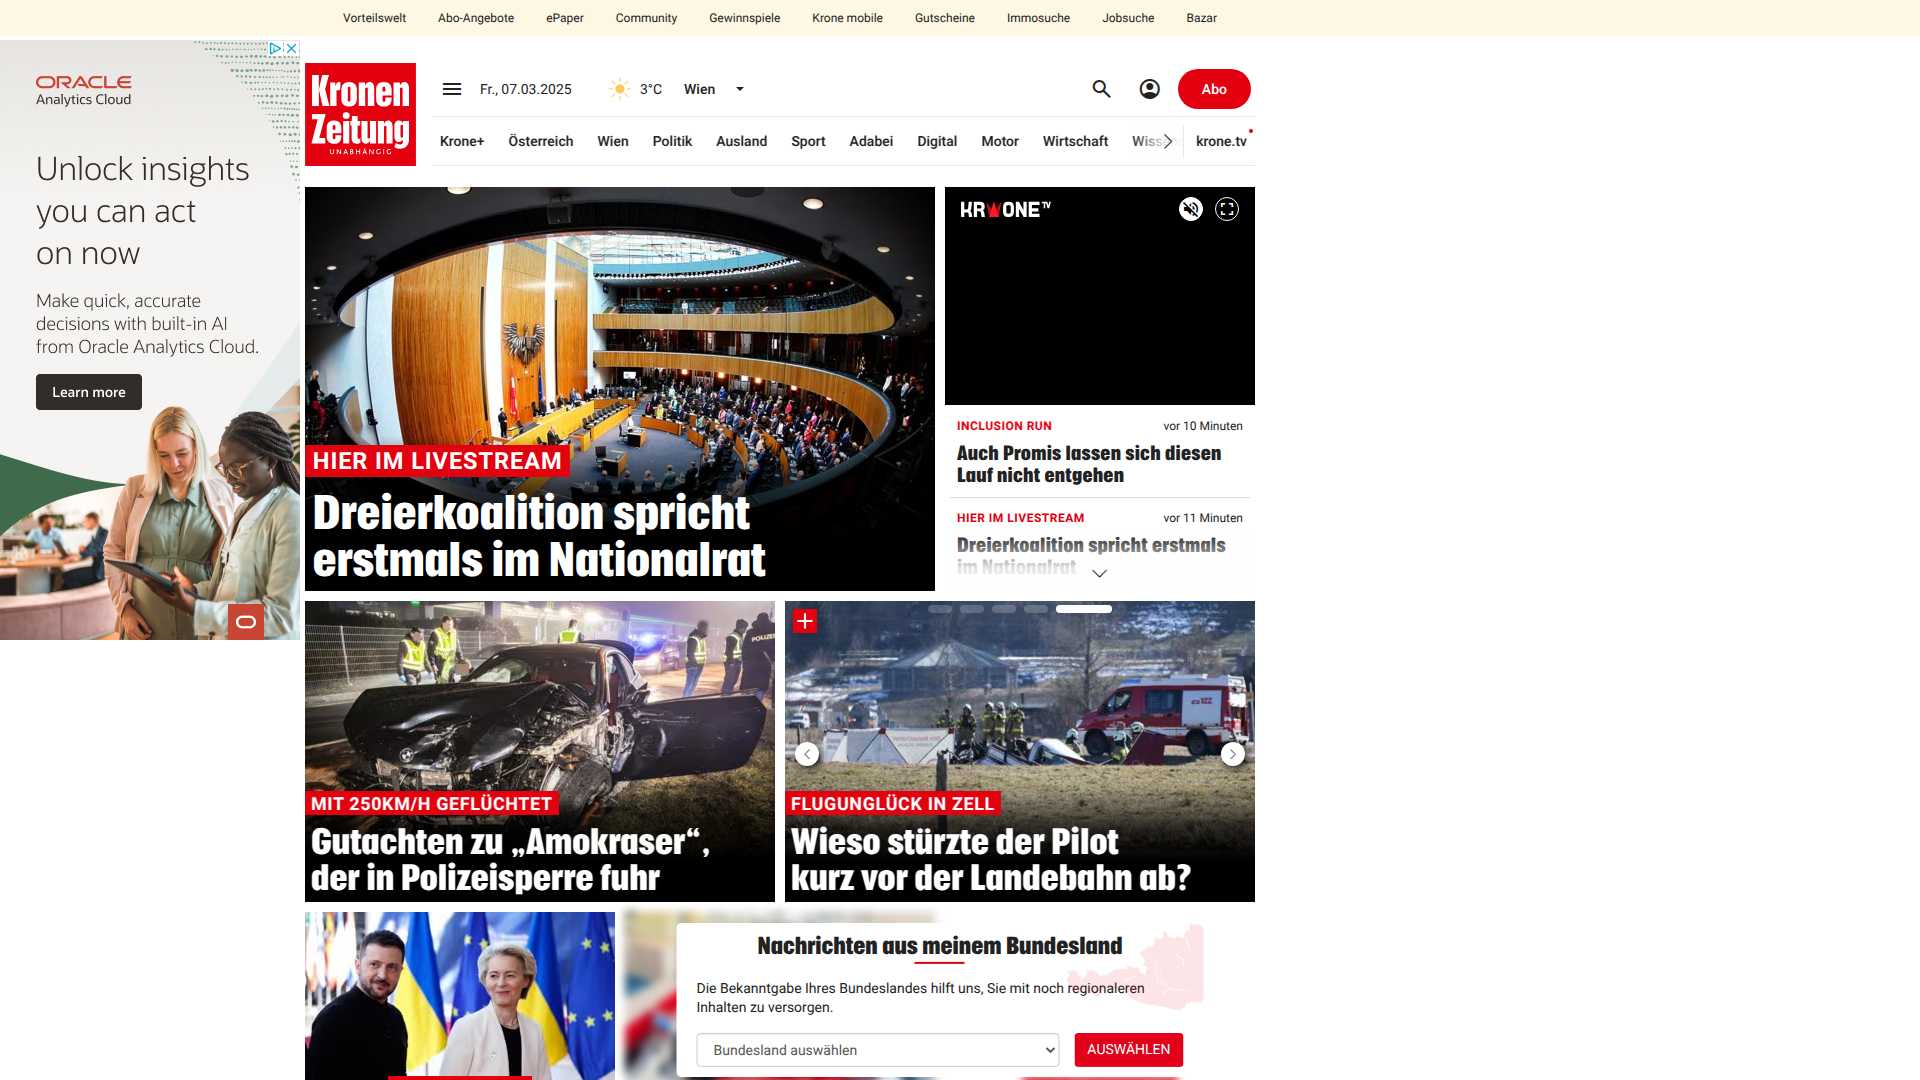 Vorteilswelt
Abo-Angebote
ePaper
Community
Gewinnspiele
Krone mobile
Gutscheine
Immosuche
Jobsuche
Bazar
ORACLE
Analytics Cloud
Unlock insights
you can act
on now
Make quick, accurate
decisions with built-in AI
from Oracle Analytics Cloud.
Learn more
Kronen
Zeitung
UNABHÄNGIG
Fr., 07.03.2025
3°C
Wien
Abo
Krone+
Österreich
Wien
Politik
Ausland
Sport
Adabei
Digital
Motor
Wirtschaft
krone.tv
HIER IM LIVESTREAM
Dreierkoalition spricht
erstmals im Nationalrat
KRONE TV
INCLUSION RUN
vor 10 Minuten
Auch Promis lassen sich diesen
Lauf nicht entgehen
HIER IM LIVESTREAM
vor 11 Minuten
Dreierkoalition spricht erstmals
im Nationalrat
POLIZEI
MIT 250KM/H GEFLÜCHTET
Gutachten zu „Amokraser“,
der in Polizeisperre fuhr
FLUGUNGLÜCK IN ZELL
Wieso stürzte der Pilot
kurz vor der Landebahn ab?
Nachrichten aus meinem Bundesland
Die Bekanntgabe Ihres Bundeslandes hilft uns, Sie mit noch regionaleren
Inhalten zu versorgen.
Bundesland auswählen
AUSWÄHLEN